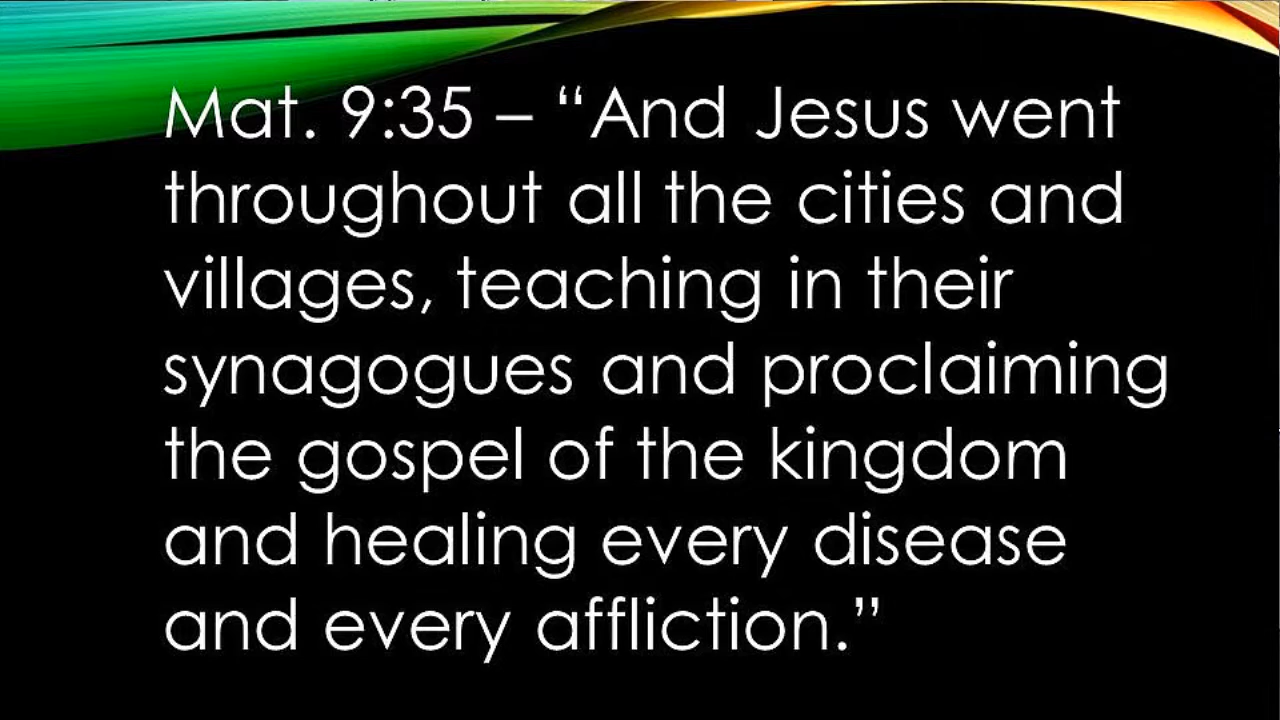 Mat. 9:35 – “And Jesus went
throughout all the cities and
villages, teaching in their
synagogues and proclaiming
the gospel of the kingdom
and healing every disease
and every affliction.”